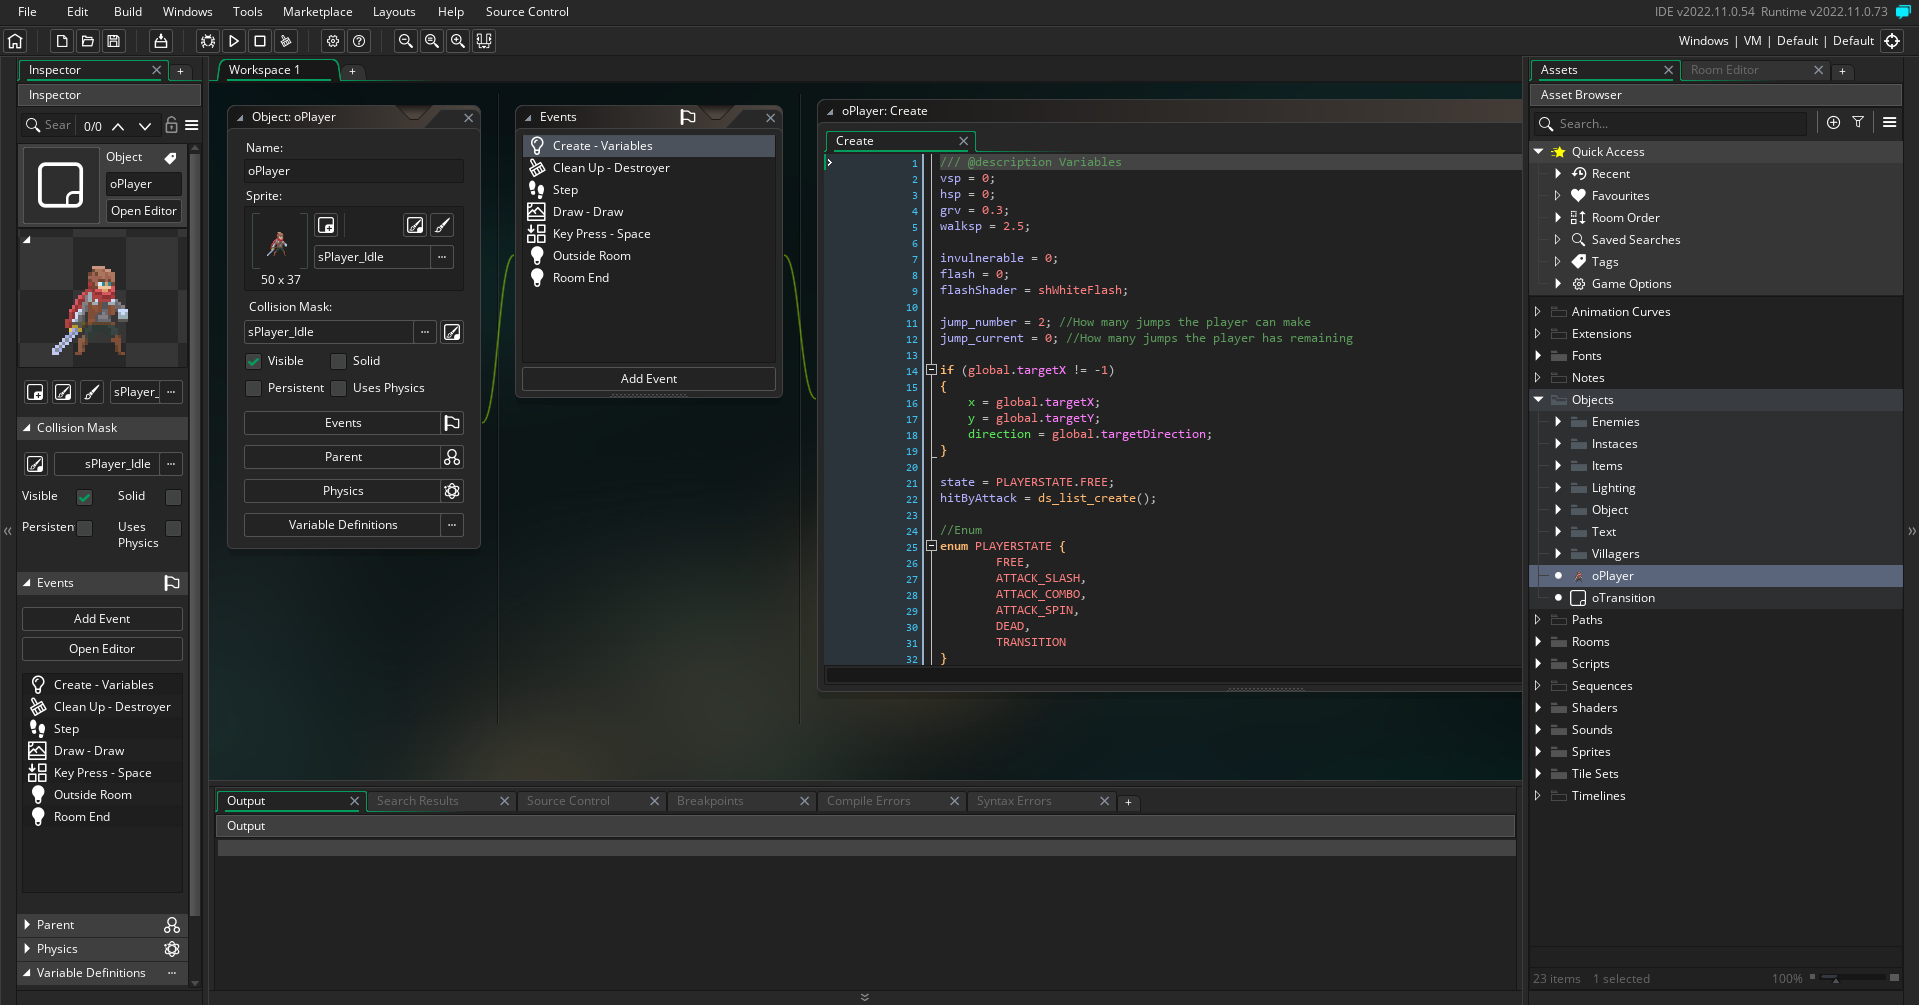 File Edit Build Windows Tools Marketplace Layouts Help Source Control
IDE v2022.11.0.54 Runtime v2022.11.0.73
Windows | VM | Default | Default
Inspector
Inspector
Sear 0/0
Object
oPlayer
Open Editor
sPlayer_
Collision Mask
sPlayer_Idle
Visible Solid
Persisten Uses Physics
Events
Add Event
Open Editor
Create - Variables
Clean Up - Destroyer
Step
Draw - Draw
Key Press - Space
Outside Room
Room End
Parent
Physics
Variable Definitions
Workspace 1
Object: oPlayer
Name:
oPlayer
Sprite:
sPlayer_Idle
50 x 37
Collision Mask:
sPlayer_Idle
Visible Solid
Persistent Uses Physics
Events
Parent
Physics
Variable Definitions
Events
Create - Variables
Clean Up - Destroyer
Step
Draw - Draw
Key Press - Space
Outside Room
Room End
Add Event
oPlayer: Create
Create
1 /// @description Variables
2 vsp = 0;
3 hsp = 0;
4 grv = 0.3;
5 walksp = 2.5;
6
7 invulnerable = 0;
8 flash = 0;
9 flashShader = shWhiteFlash;
10
11 jump_number = 2; //How many jumps the player can make
12 jump_current = 0; //How many jumps the player has remaining
13
14 if (global.targetX != -1)
15 {
16 x = global.targetX;
17 y = global.targetY;
18 direction = global.targetDirection;
19 }
20
21 state = PLAYERSTATE.FREE;
22 hitByAttack = ds_list_create();
23
24 //Enum
25 enum PLAYERSTATE {
26 FREE,
27 ATTACK_SLASH,
28 ATTACK_COMBO,
29 ATTACK_SPIN,
30 DEAD,
31 TRANSITION
32 }
Output Search Results Source Control Breakpoints Compile Errors Syntax Errors
Output
Assets Room Editor
Asset Browser
Search...
Quick Access
Recent
Favourites
Room Order
Saved Searches
Tags
Game Options
Animation Curves
Extensions
Fonts
Notes
Objects
Enemies
Instaces
Items
Lighting
Object
Text
Villagers
oPlayer
oTransition
Paths
Rooms
Scripts
Sequences
Shaders
Sounds
Sprites
Tile Sets
Timelines
23 items 1 selected 100%